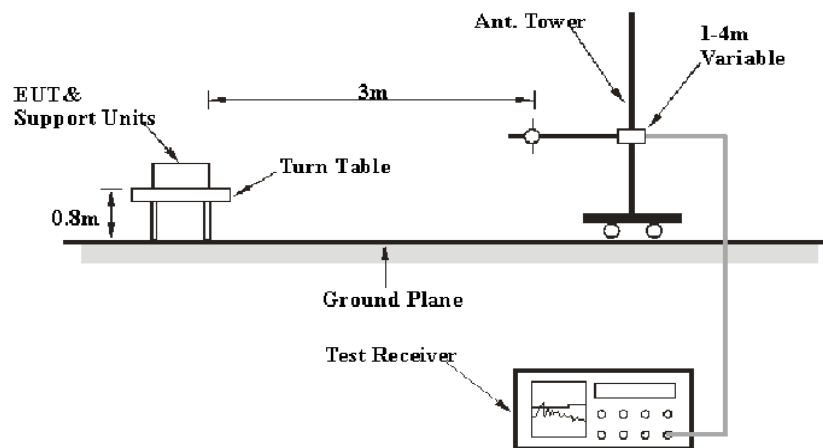 Ant. Tower
1-4m
Variable
3m
EUT&
Support Units
Turn Table
0.8m
Ground Plane
Test Receiver